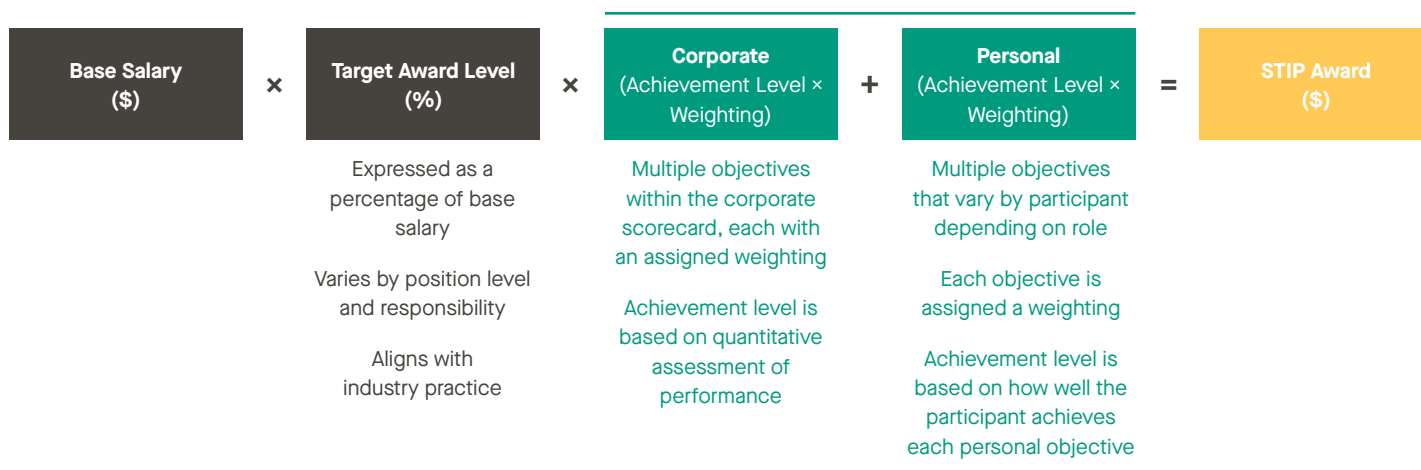 Base Salary
($)
×
Target Award Level
(%)
×
Corporate
(Achievement Level ×
Weighting)
+
Personal
(Achievement Level ×
Weighting)
=
STIP Award
($)
Expressed as a
percentage of base
salary
Varies by position level
and responsibility
Aligns with
industry practice
Multiple objectives
within the corporate
scorecard, each with
an assigned weighting
Achievement level is
based on quantitative
assessment of
performance
Multiple objectives
that vary by participant
depending on role
Each objective is
assigned a weighting
Achievement level is
based on how well the
participant achieves
each personal objective